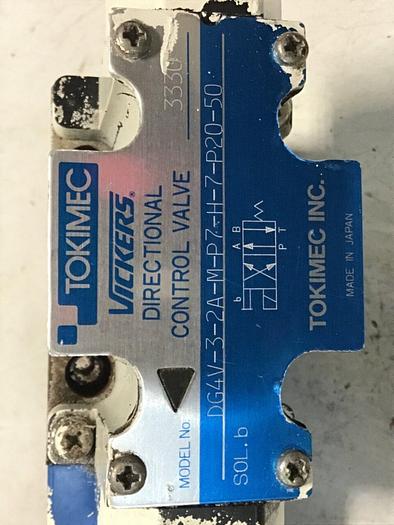 TOKIMEC
VICKERS®
DIRECTIONAL
CONTROL VALVE
3330
MODEL No.
DG4V-3-2A-M-P7-H-7-P20-50
SOL. b
b
A B
P T
TOKIMEC INC.
MADE IN JAPAN